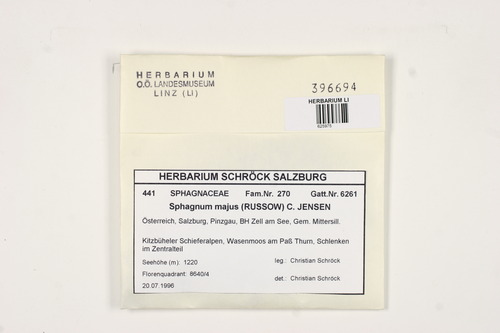 HERBARIUM
O.Ö. LANDESMUSEUM
LINZ (LI)
396694
HERBARIUM LI
HERBARIUM SCHRÖCK SALZBURG
441 SPHAGNACEAE Fam.Nr. 270 Gatt.Nr. 6261
Sphagnum majus (RUSSOW) C. JENSEN
Österreich, Salzburg, Pinzgau, BH Zell am See, Gem. Mittersill.
Kitzbüheler Schieferalpen, Wasenmoos am Paß Thurn, Schlenken
im Zentralteil
Seehöhe (m): 1220 leg.: Christian Schröck
Florenquadrant: 8640/4
det.: Christian Schröck
20.07.1996